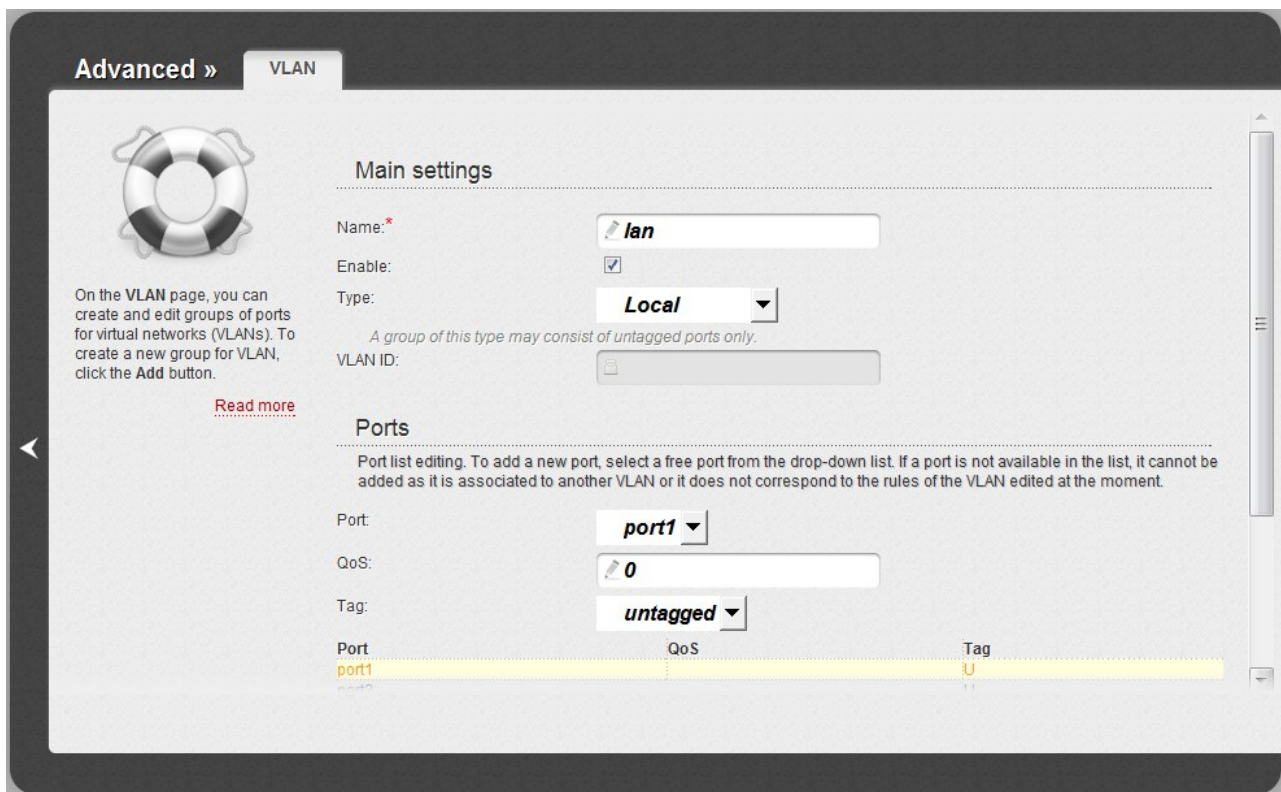 Advanced » VLAN
On the VLAN page, you can
create and edit groups of ports
for virtual networks (VLANs). To
create a new group for VLAN,
click the Add button.
Read more
Main settings
Name:* lan
Enable:
Type: Local
A group of this type may consist of untagged ports only.
VLAN ID:
Ports
Port list editing. To add a new port, select a free port from the drop-down list. If a port is not available in the list, it cannot be
added as it is associated to another VLAN or it does not correspond to the rules of the VLAN edited at the moment.
Port: port1
QoS: 0
Tag: untagged
Port QoS Tag
port1 U